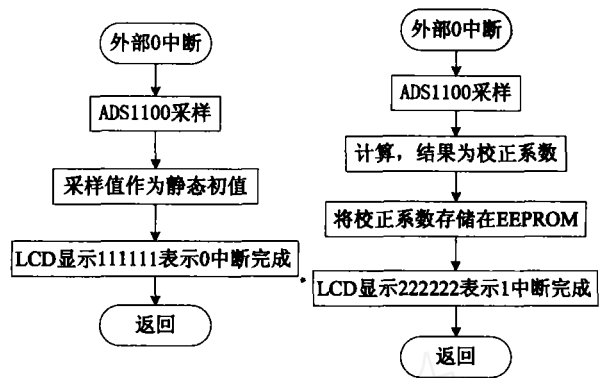 外部0中断
ADS1100采样
采样值作为静态初值
LCD显示111111表示0中断完成
返回
外部0中断
ADS1100采样
计算，结果为校正系数
将校正系数存储在EEPROM
LCD显示222222表示1中断完成
返回